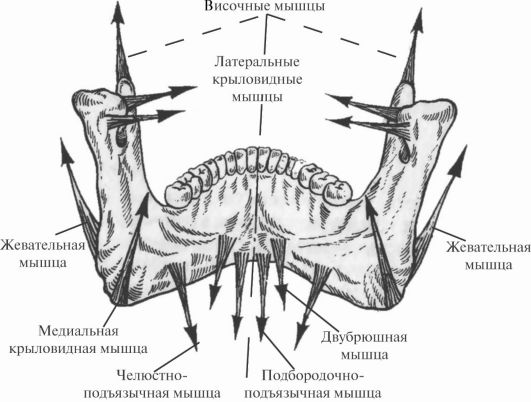 Височные мышцы
Латеральные
крыловидные
мышцы
Жевательная
мышца
Жевательная
мышца
Медиальная
крыловидная мышца
Двубрюшная
мышца
Челюстно-
подъязычная мышца
Подбородочно-
подъязычная мышца